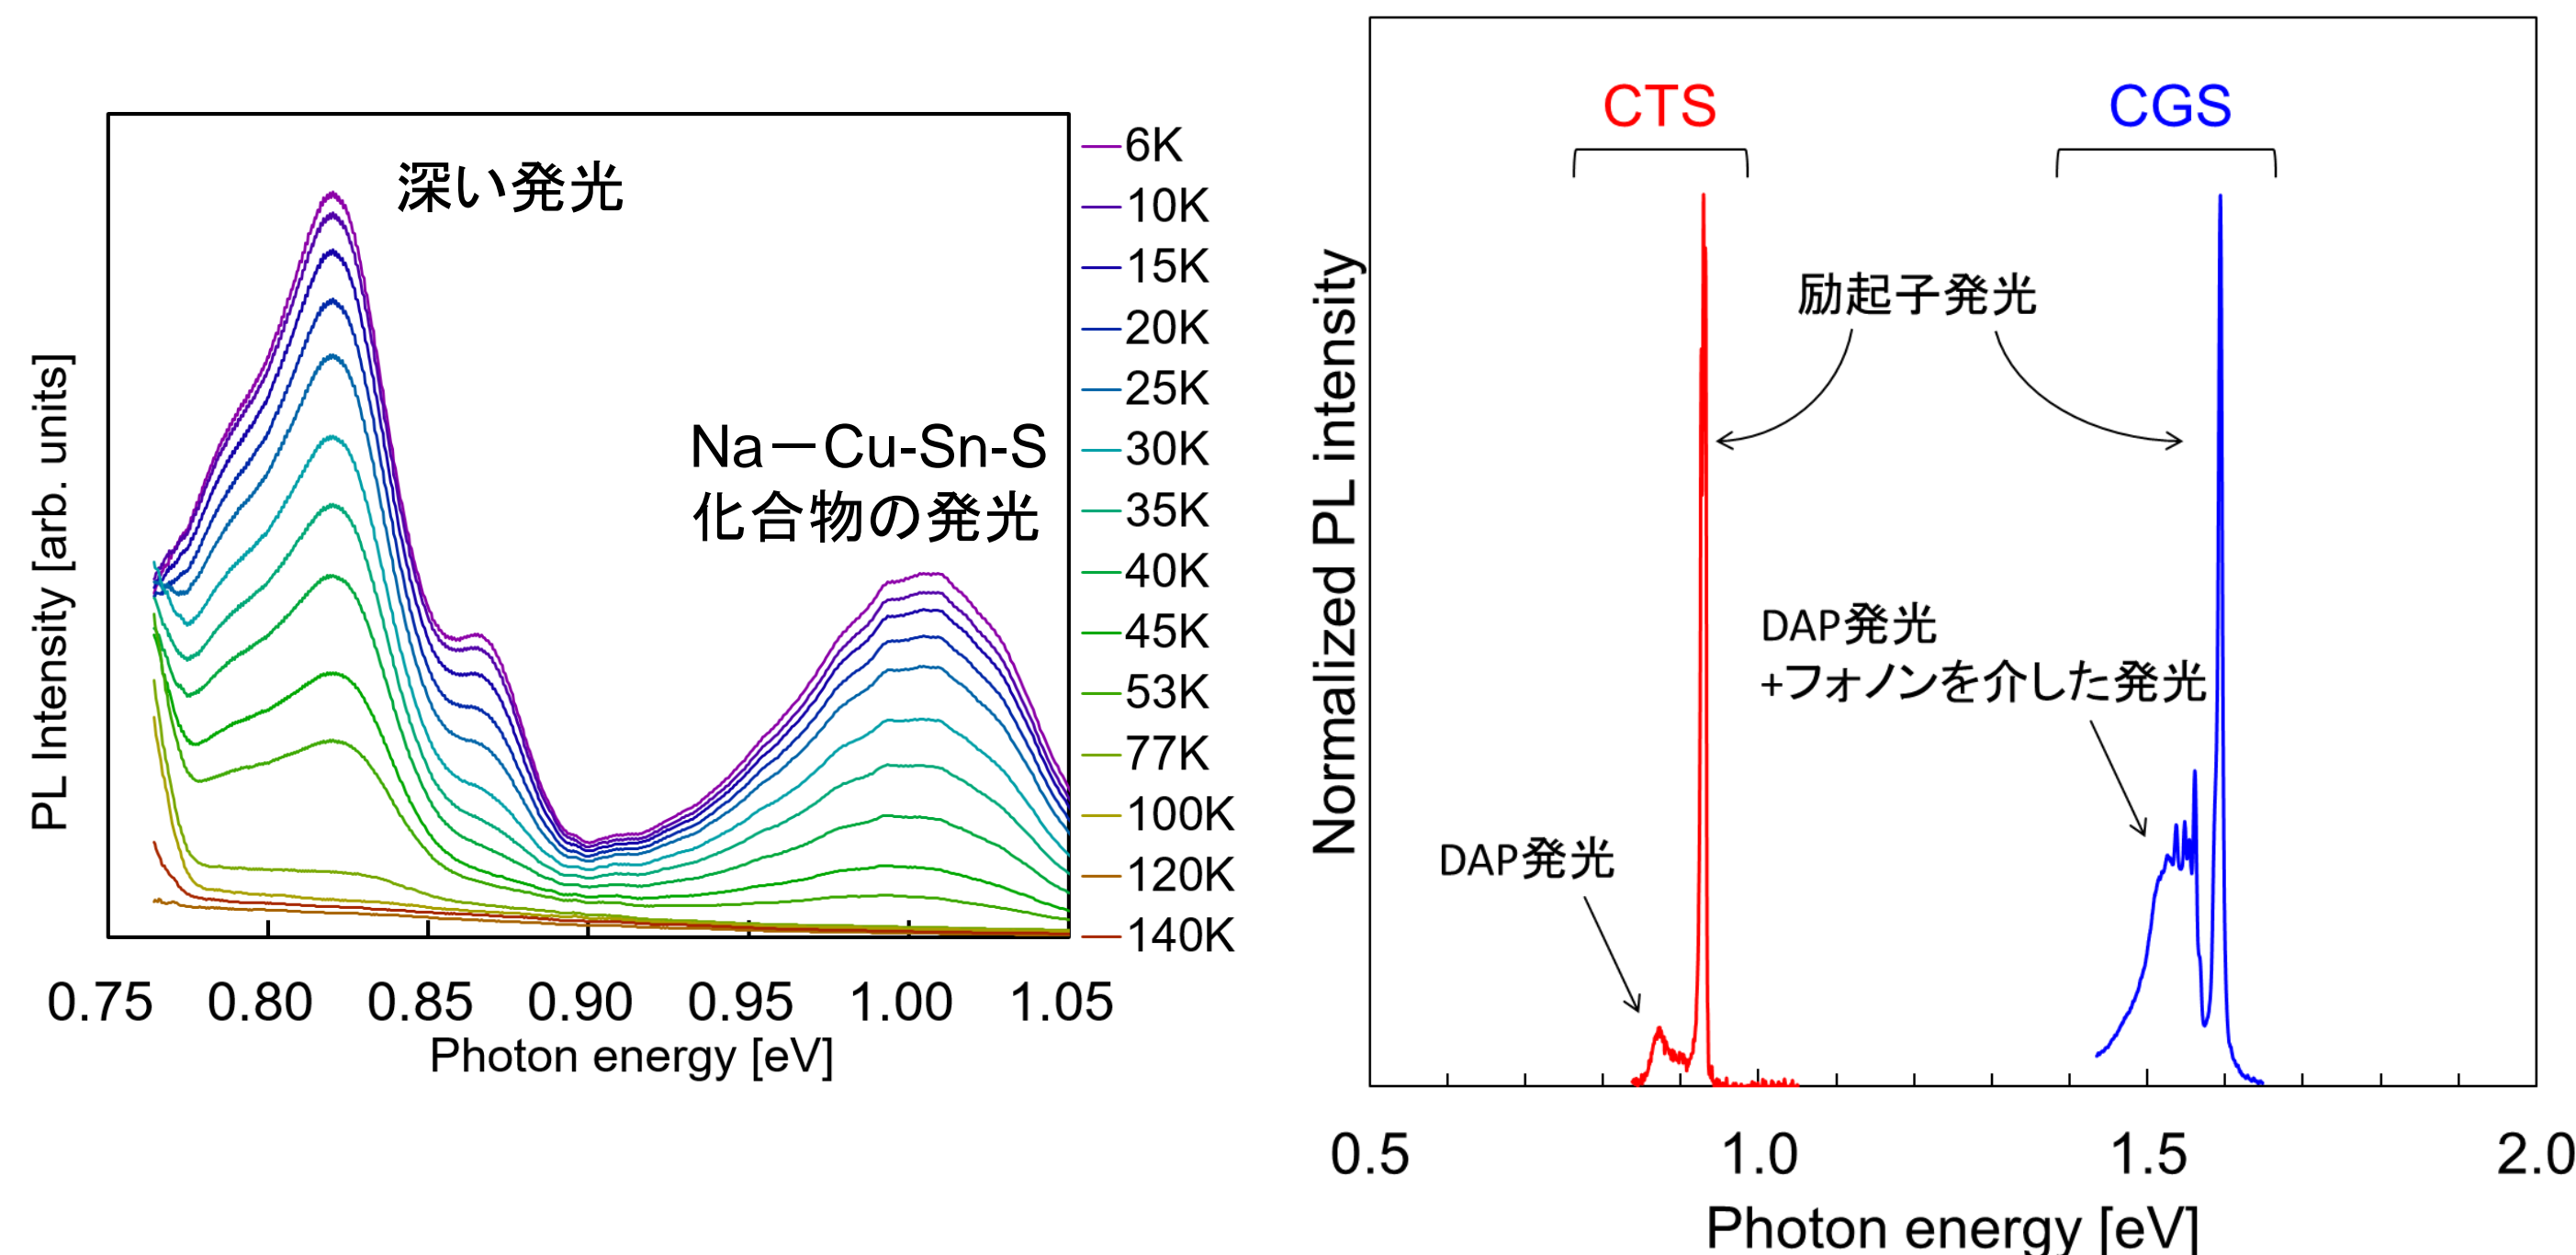 深い発光
Na－Cu-Sn-S
化合物の発光
PL Intensity [arb. units]
6K
10K
15K
20K
25K
30K
35K
40K
45K
53K
77K
100K
120K
140K
0.75 0.80 0.85 0.90 0.95 1.00 1.05
Photon energy [eV]
CTS
CGS
励起子発光
DAP発光
+フォノンを介した発光
DAP発光
Normalized PL intensity
0.5 1.0 1.5 2.0
Photon energy [eV]